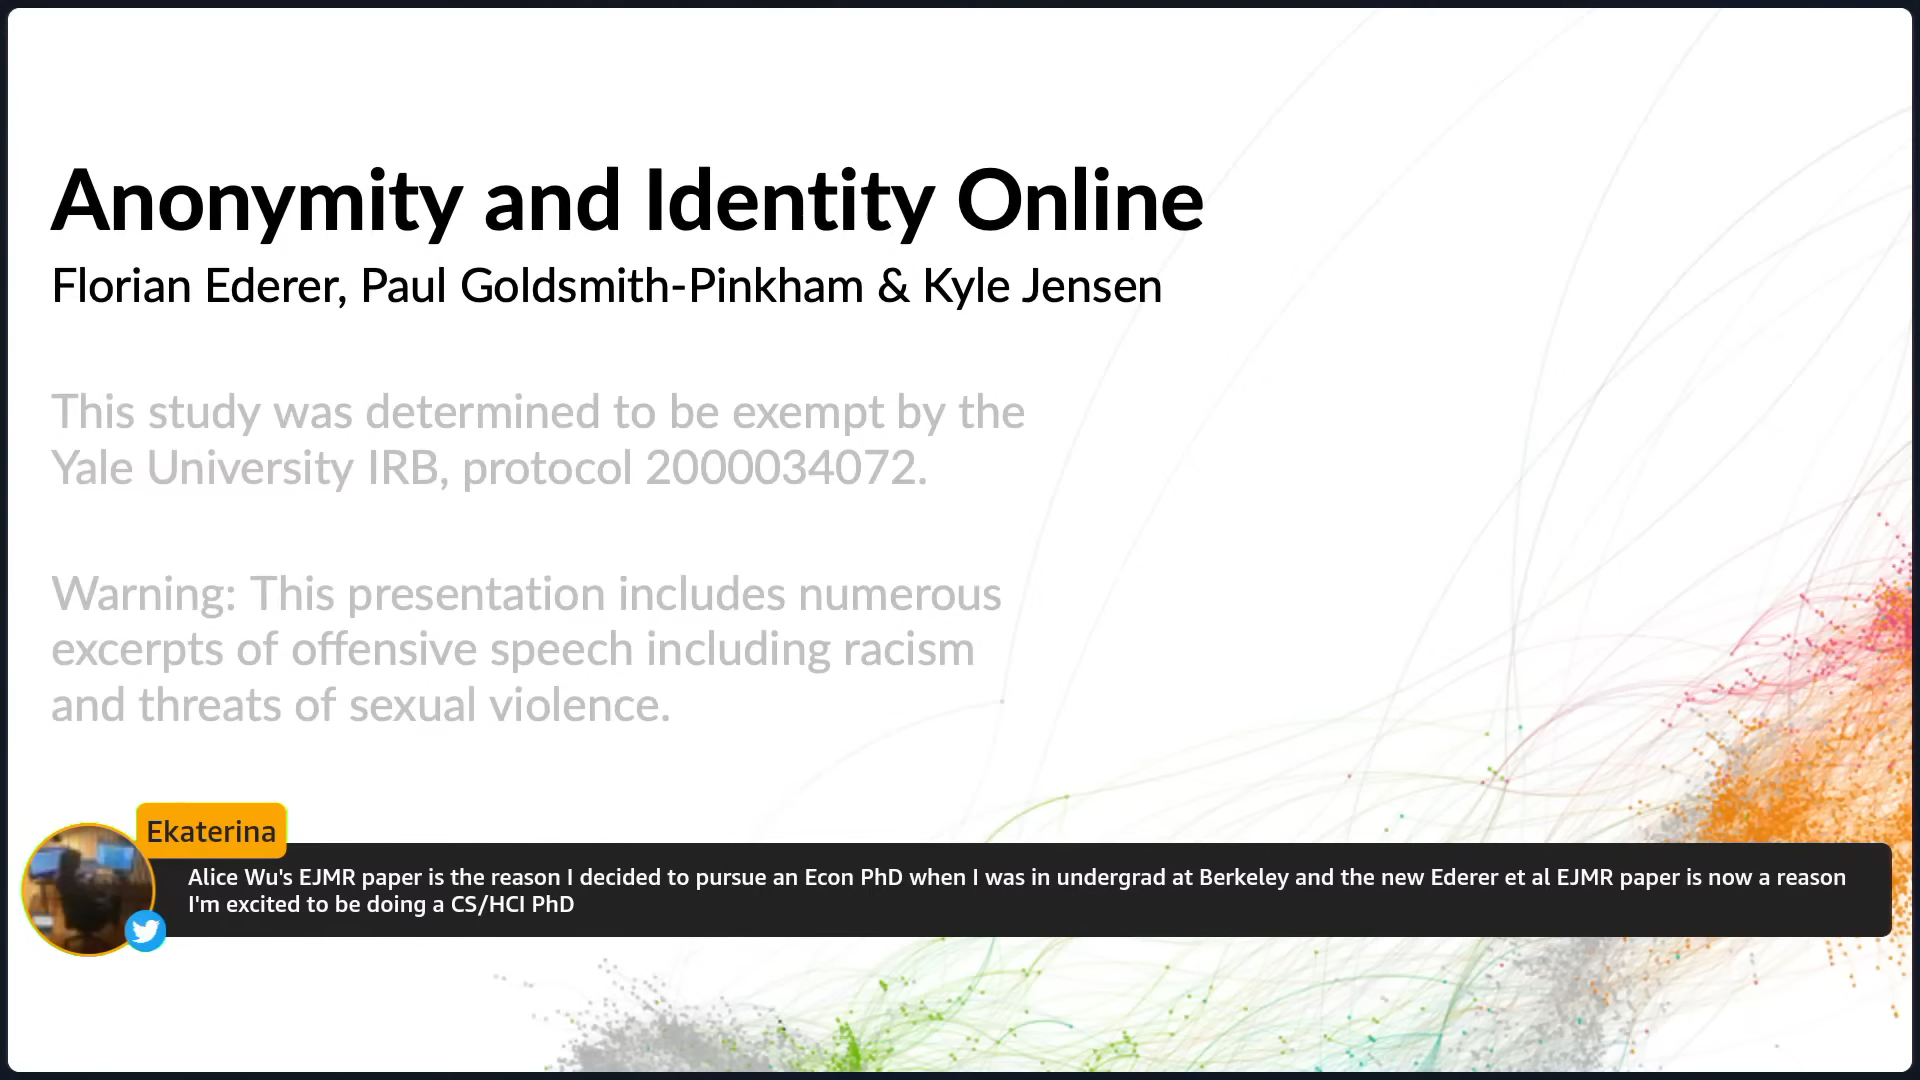 Anonymity and Identity Online
Florian Ederer, Paul Goldsmith-Pinkham & Kyle Jensen
This study was determined to be exempt by the
Yale University IRB, protocol 2000034072.
Warning: This presentation includes numerous
excerpts of offensive speech including racism
and threats of sexual violence.
Ekaterina
Alice Wu's EJMR paper is the reason I decided to pursue an Econ PhD when I was in undergrad at Berkeley and the new Ederer et al EJMR paper is now a reason
I'm excited to be doing a CS/HCI PhD